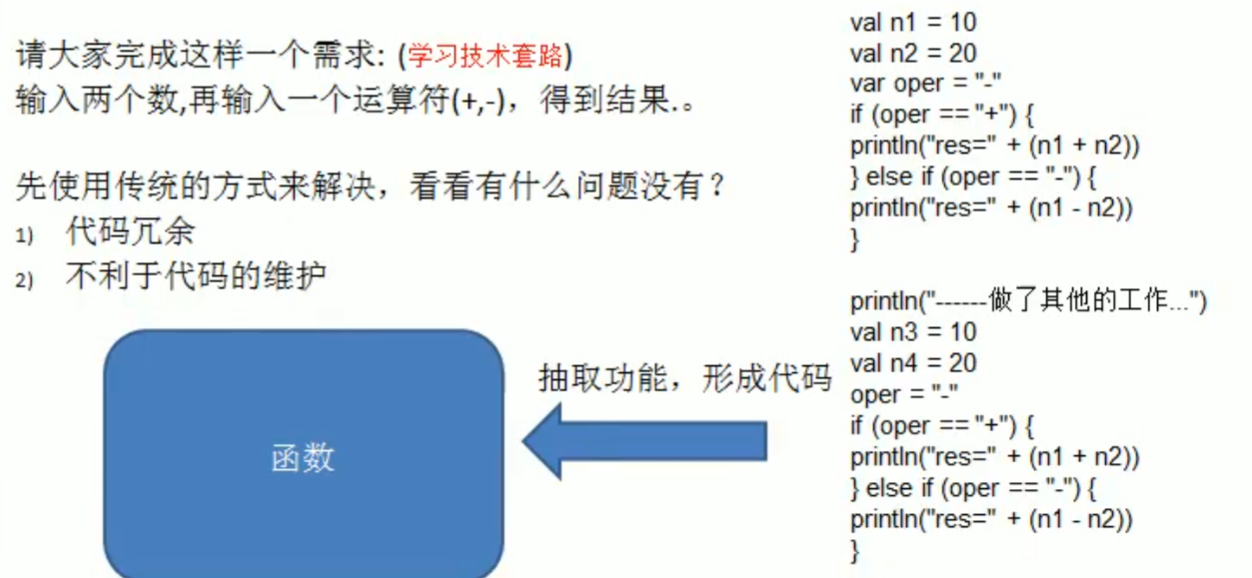 请大家完成这样一个需求: (学习技术套路)
输入两个数,再输入一个运算符(+,-)，得到结果.。
先使用传统的方式来解决，看看有什么问题没有？
1) 代码冗余
2) 不利于代码的维护
函数
抽取功能，形成代码
val n1 = 10
val n2 = 20
var oper = "-"
if (oper == "+") {
println("res=" + (n1 + n2))
} else if (oper == "-") {
println("res=" + (n1 - n2))
}
println("------做了其他的工作...")
val n3 = 10
val n4 = 20
oper = "-"
if (oper == "+") {
println("res=" + (n1 + n2))
} else if (oper == "-") {
println("res=" + (n1 - n2))
}